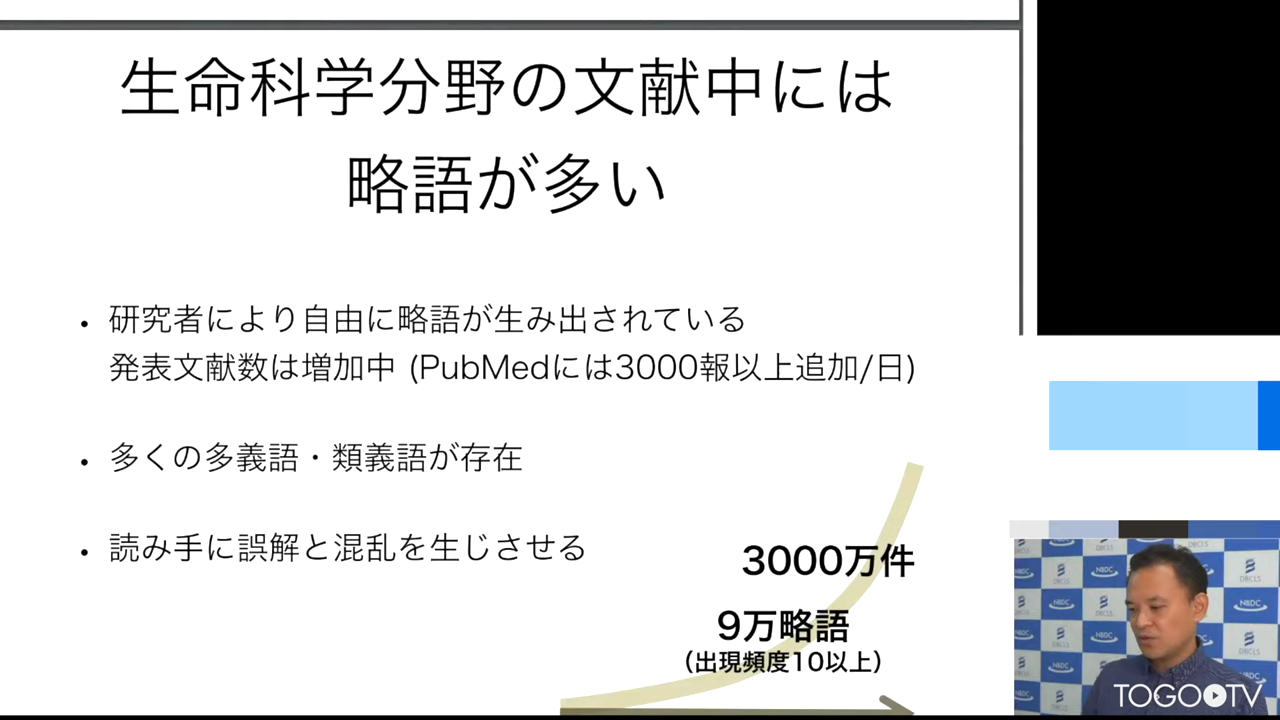 生命科学分野の文献中には
略語が多い
• 研究者により自由に略語が生み出されている
発表文献数は増加中 (PubMedには3000報以上追加/日)
• 多くの多義語・類義語が存在
• 読み手に誤解と混乱を生じさせる
3000万件
9万略語
(出現頻度10以上)
NBDC
DBCLS
TOGOTV